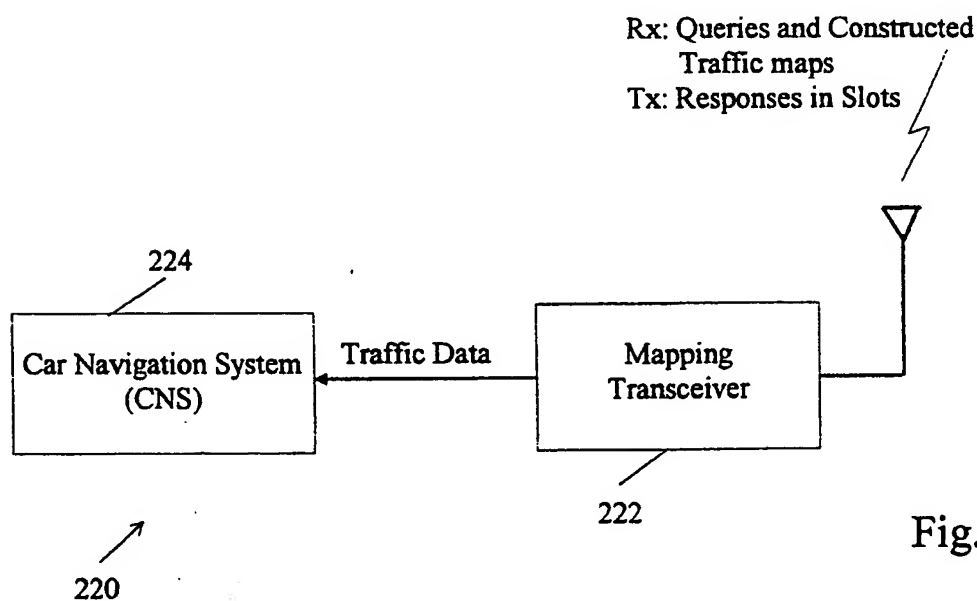 Rx: Queries and Constructed
Traffic maps
Tx: Responses in Slots
224
Car Navigation System
(CNS)
Traffic Data
Mapping
Transceiver
222
Fig.
220